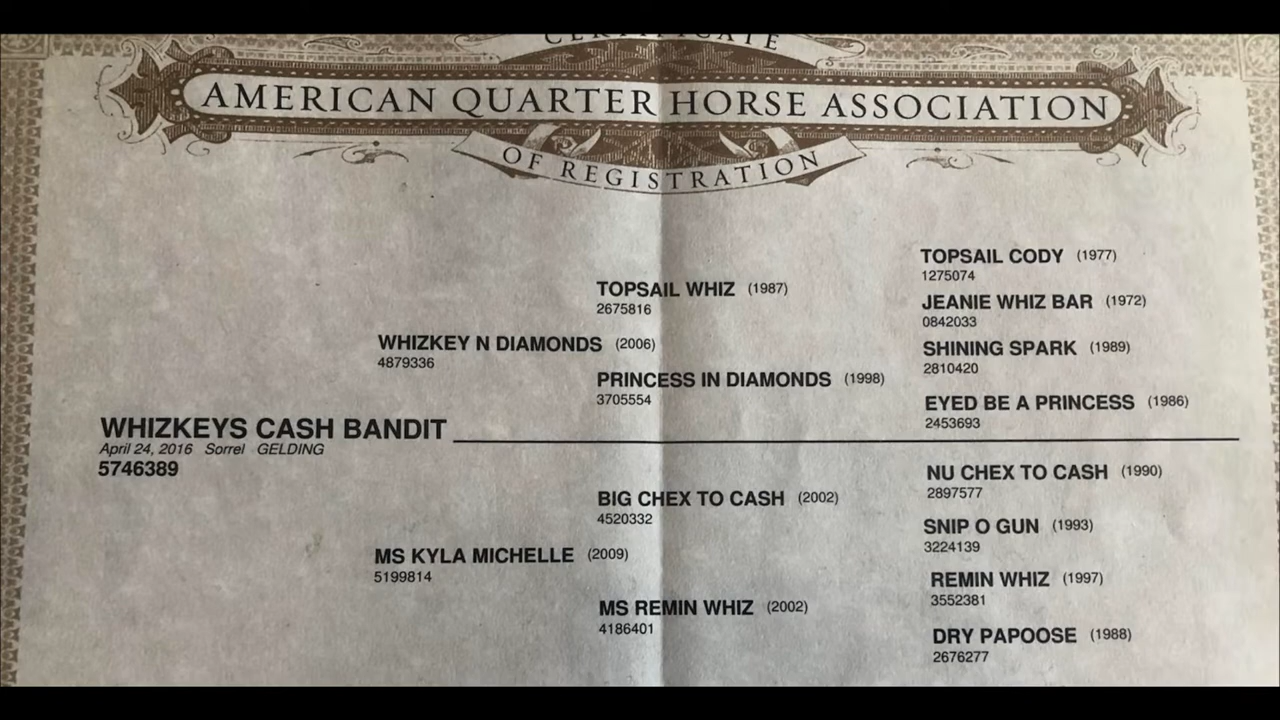 CERTIFICATE
AMERICAN QUARTER HORSE ASSOCIATION
OF REGISTRATION
TOPSAIL CODY (1977)
1275074
TOPSAIL WHIZ (1987)
2675816
JEANIE WHIZ BAR (1972)
0842033
WHIZKEY N DIAMONDS (2006)
4879336
SHINING SPARK (1989)
2810420
PRINCESS IN DIAMONDS (1998)
3705554
EYED BE A PRINCESS (1986)
2453693
WHIZKEYS CASH BANDIT
April 24, 2016 Sorrel GELDING
5746389
NU CHEX TO CASH (1990)
2897577
BIG CHEX TO CASH (2002)
4520332
SNIP O GUN (1993)
3224139
MS KYLA MICHELLE (2009)
5199814
REMIN WHIZ (1997)
3552381
MS REMIN WHIZ (2002)
4186401
DRY PAPOOSE (1988)
2676277